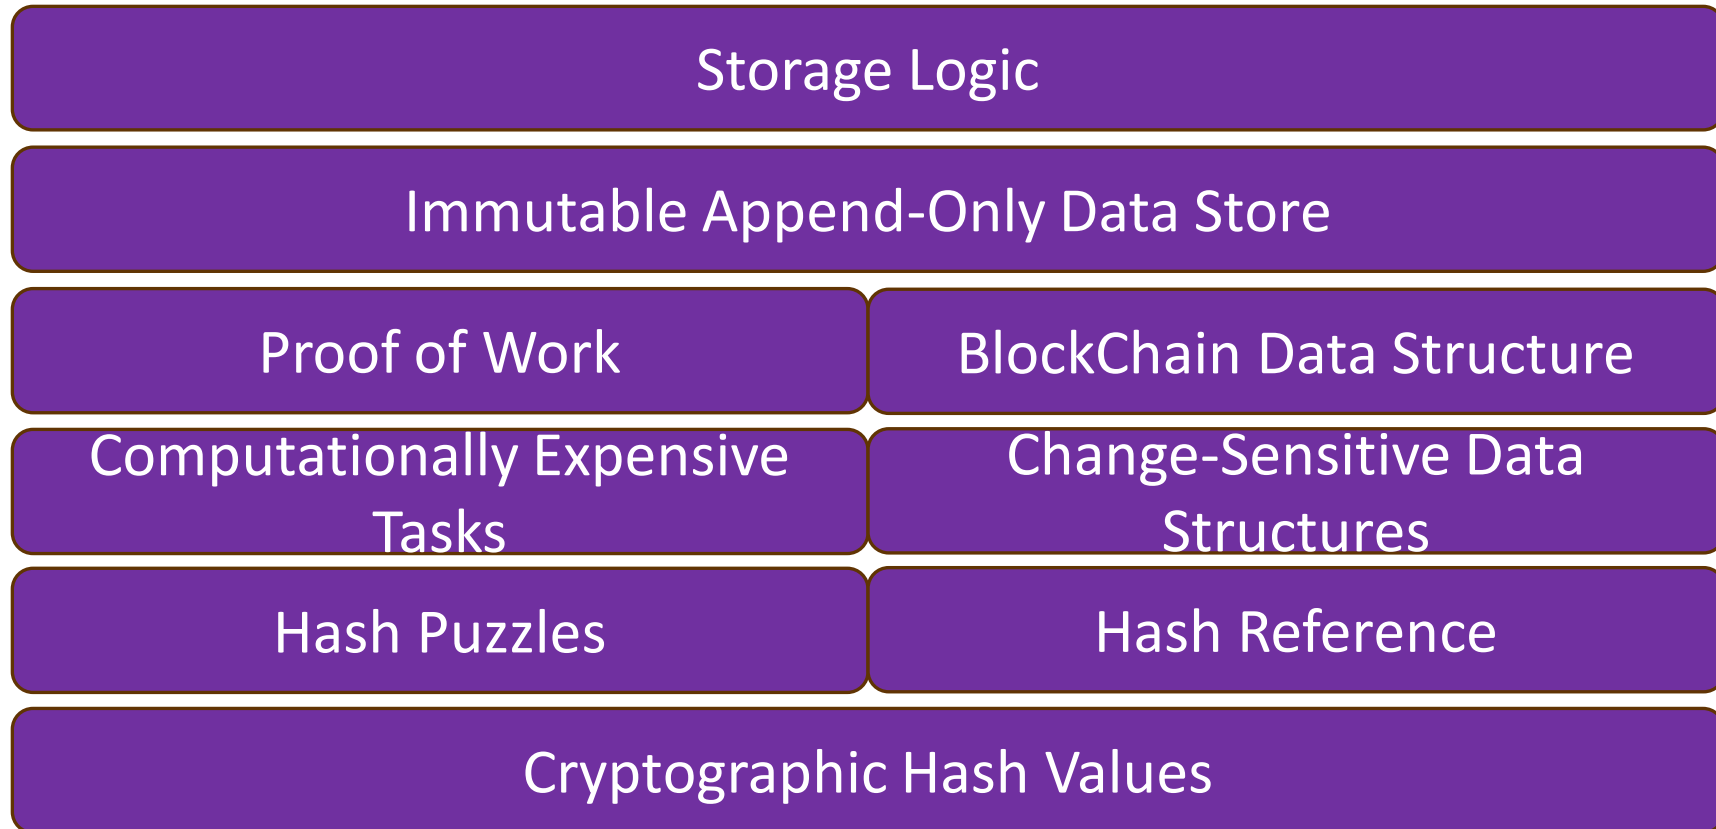 Storage Logic
Immutable Append-Only Data Store
Proof of Work
BlockChain Data Structure
Computationally Expensive
Tasks
Change-Sensitive Data
Structures
Hash Puzzles
Hash Reference
Cryptographic Hash Values